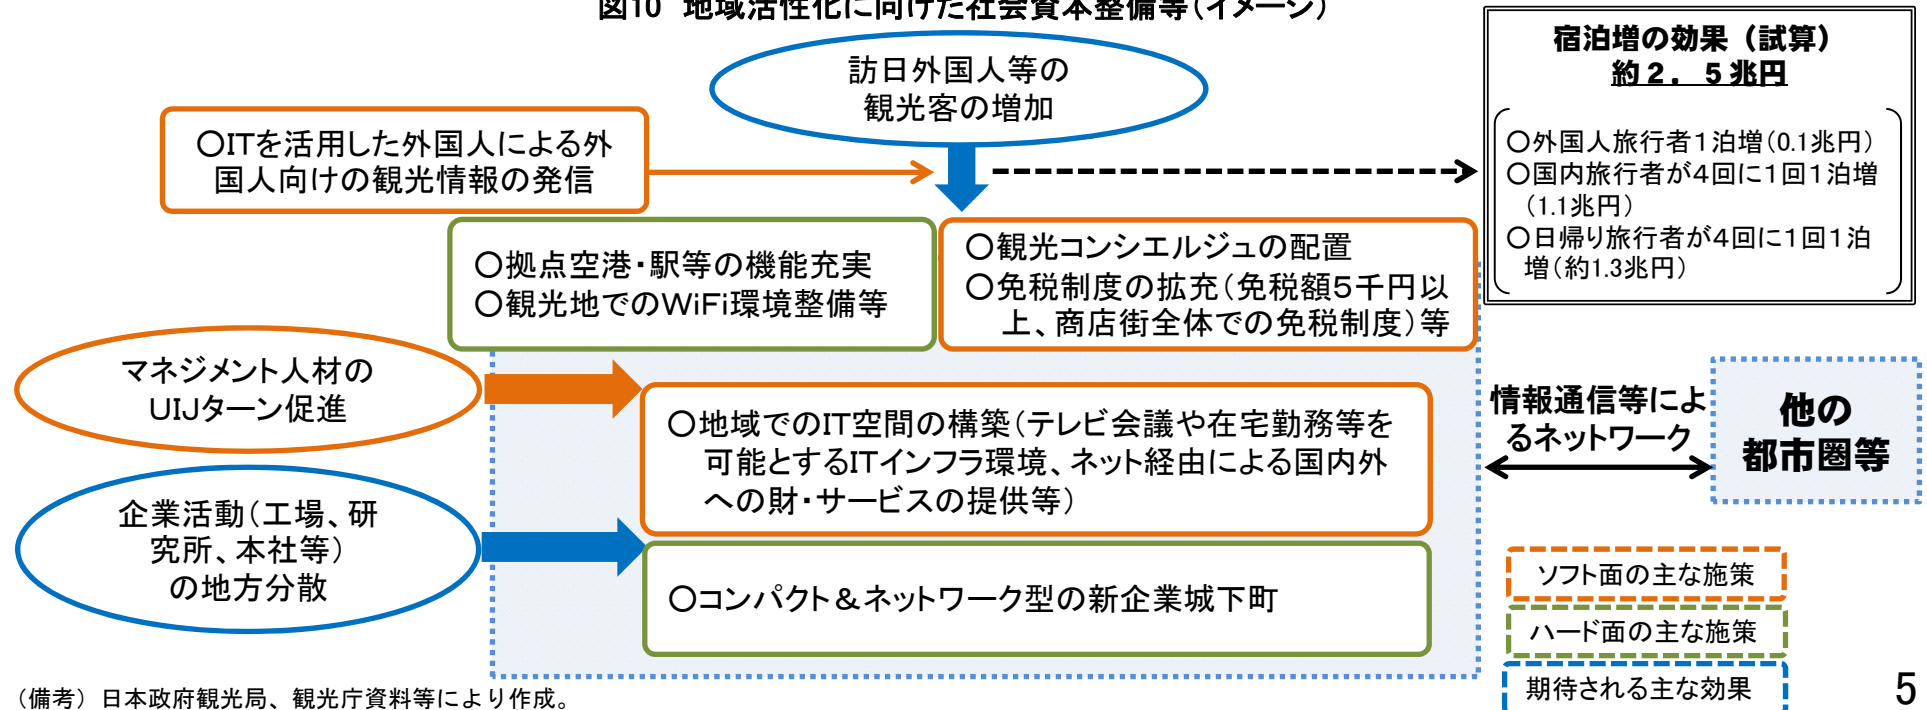 図10 地域活性化に向けた社会資本整備等(イメージ)
訪日外国人等の
観光客の増加
宿泊増の効果（試算）
約２．５兆円
○外国人旅行者１泊増(0.1兆円)
○国内旅行者が４回に１回１泊増
(1.1兆円)
○日帰り旅行者が４回に１回１泊
増(約1.3兆円)
○ITを活用した外国人による外
国人向けの観光情報の発信
○拠点空港・駅等の機能充実
○観光地でのWiFi環境整備等
○観光コンシエルジュの配置
○免税制度の拡充(免税額５千円以
上、商店街全体での免税制度)等
マネジメント人材の
UIJターン促進
○地域でのIT空間の構築(テレビ会議や在宅勤務等を
可能とするITインフラ環境、ネット経由による国内外
への財・サービスの提供等)
企業活動(工場、研
究所、本社等)
の地方分散
○コンパクト＆ネットワーク型の新企業城下町
情報通信等によ
るネットワーク
他の
都市圏等
ソフト面の主な施策
ハード面の主な施策
期待される主な効果
（備考）日本政府観光局、観光庁資料等により作成。
5